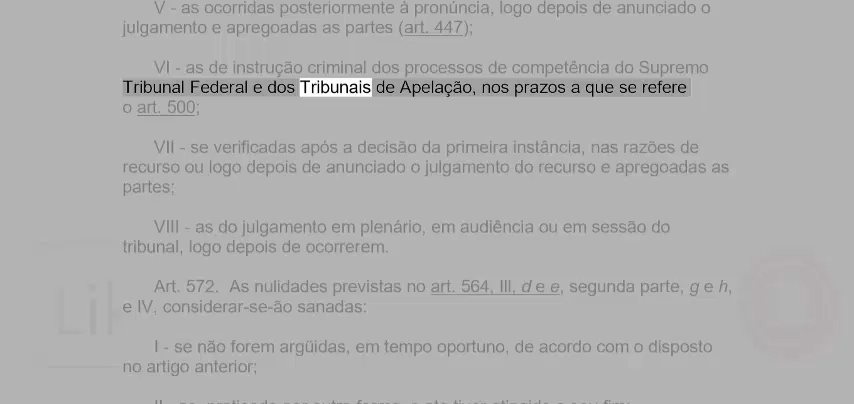 V - as ocorridas posteriormente à pronúncia, logo depois de anunciado o
julgamento e apregoadas as partes (art. 447);
VI - as de instrução criminal dos processos de competência do Supremo
Tribunal Federal e dos Tribunais de Apelação, nos prazos a que se refere
o art. 500;
VII - se verificadas após a decisão da primeira instância, nas razões de
recurso ou logo depois de anunciado o julgamento do recurso e apregoadas as
partes;
VIII - as do julgamento em plenário, em audiência ou em sessão do
tribunal, logo depois de ocorrerem.
Art. 572. As nulidades previstas no art. 564, III, d e e, segunda parte, g e h,
e IV, considerar-se-ão sanadas:
I - se não forem argüidas, em tempo oportuno, de acordo com o disposto
no artigo anterior;